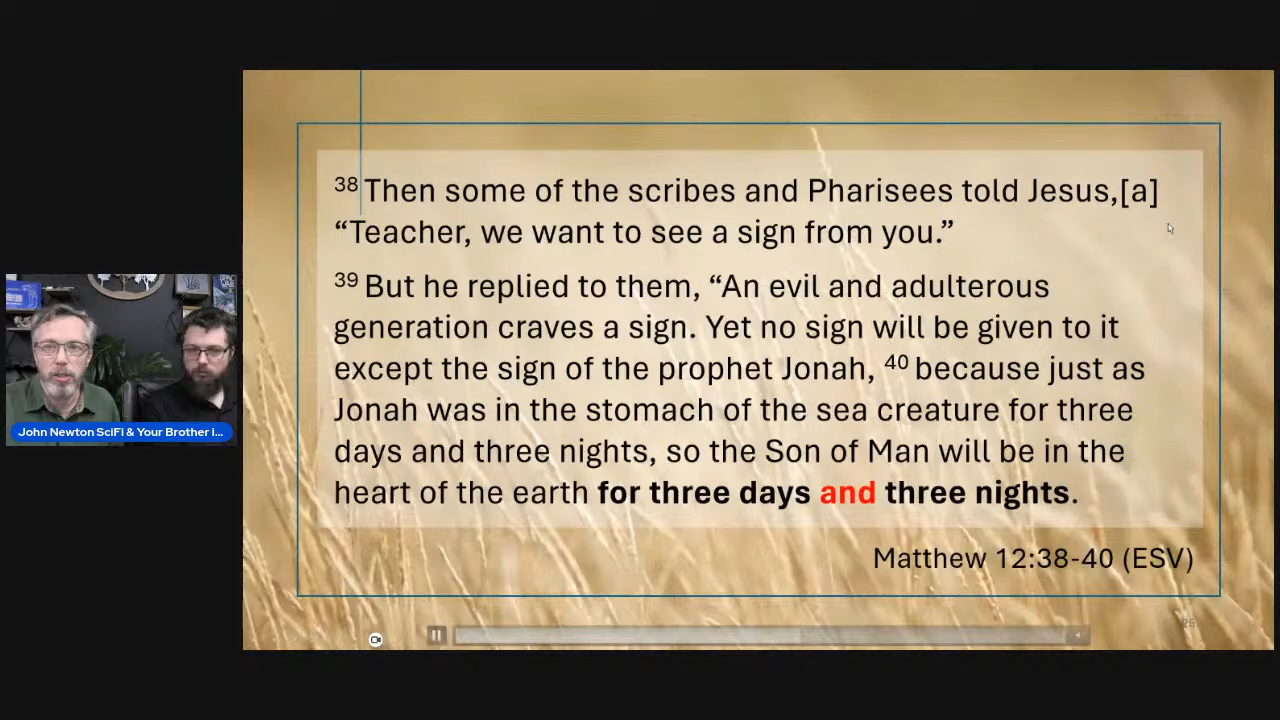 38 Then some of the scribes and Pharisees told Jesus,[a]
“Teacher, we want to see a sign from you.”
39 But he replied to them, “An evil and adulterous
generation craves a sign. Yet no sign will be given to it
except the sign of the prophet Jonah, 40 because just as
Jonah was in the stomach of the sea creature for three
days and three nights, so the Son of Man will be in the
heart of the earth for three days and three nights.
Matthew 12:38-40 (ESV)
25
John Newton SciFi & Your Brother i...